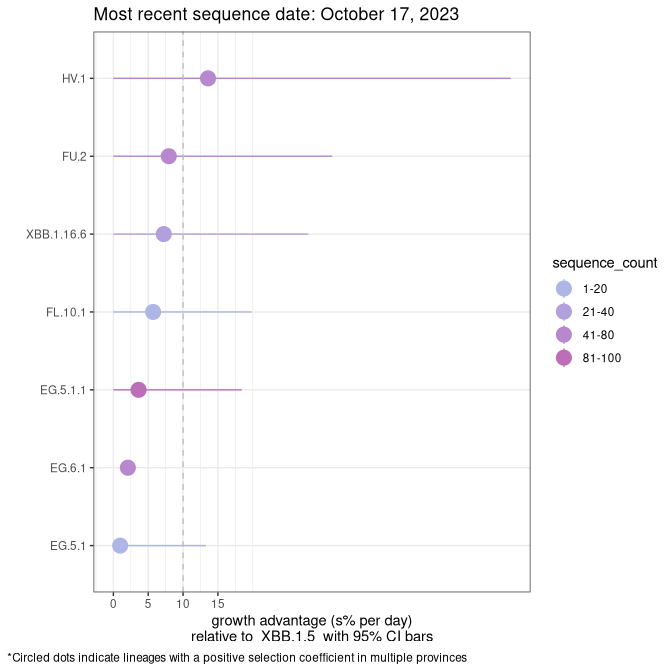 Most recent sequence date: October 17, 2023
HV.1
FU.2
XBB.1.16.6
FL.10.1
EG.5.1.1
EG.6.1
EG.5.1
0 5 10 15
growth advantage (s% per day)
relative to XBB.1.5 with 95% CI bars
sequence_count
1-20
21-40
41-80
81-100
*Circled dots indicate lineages with a positive selection coefficient in multiple provinces